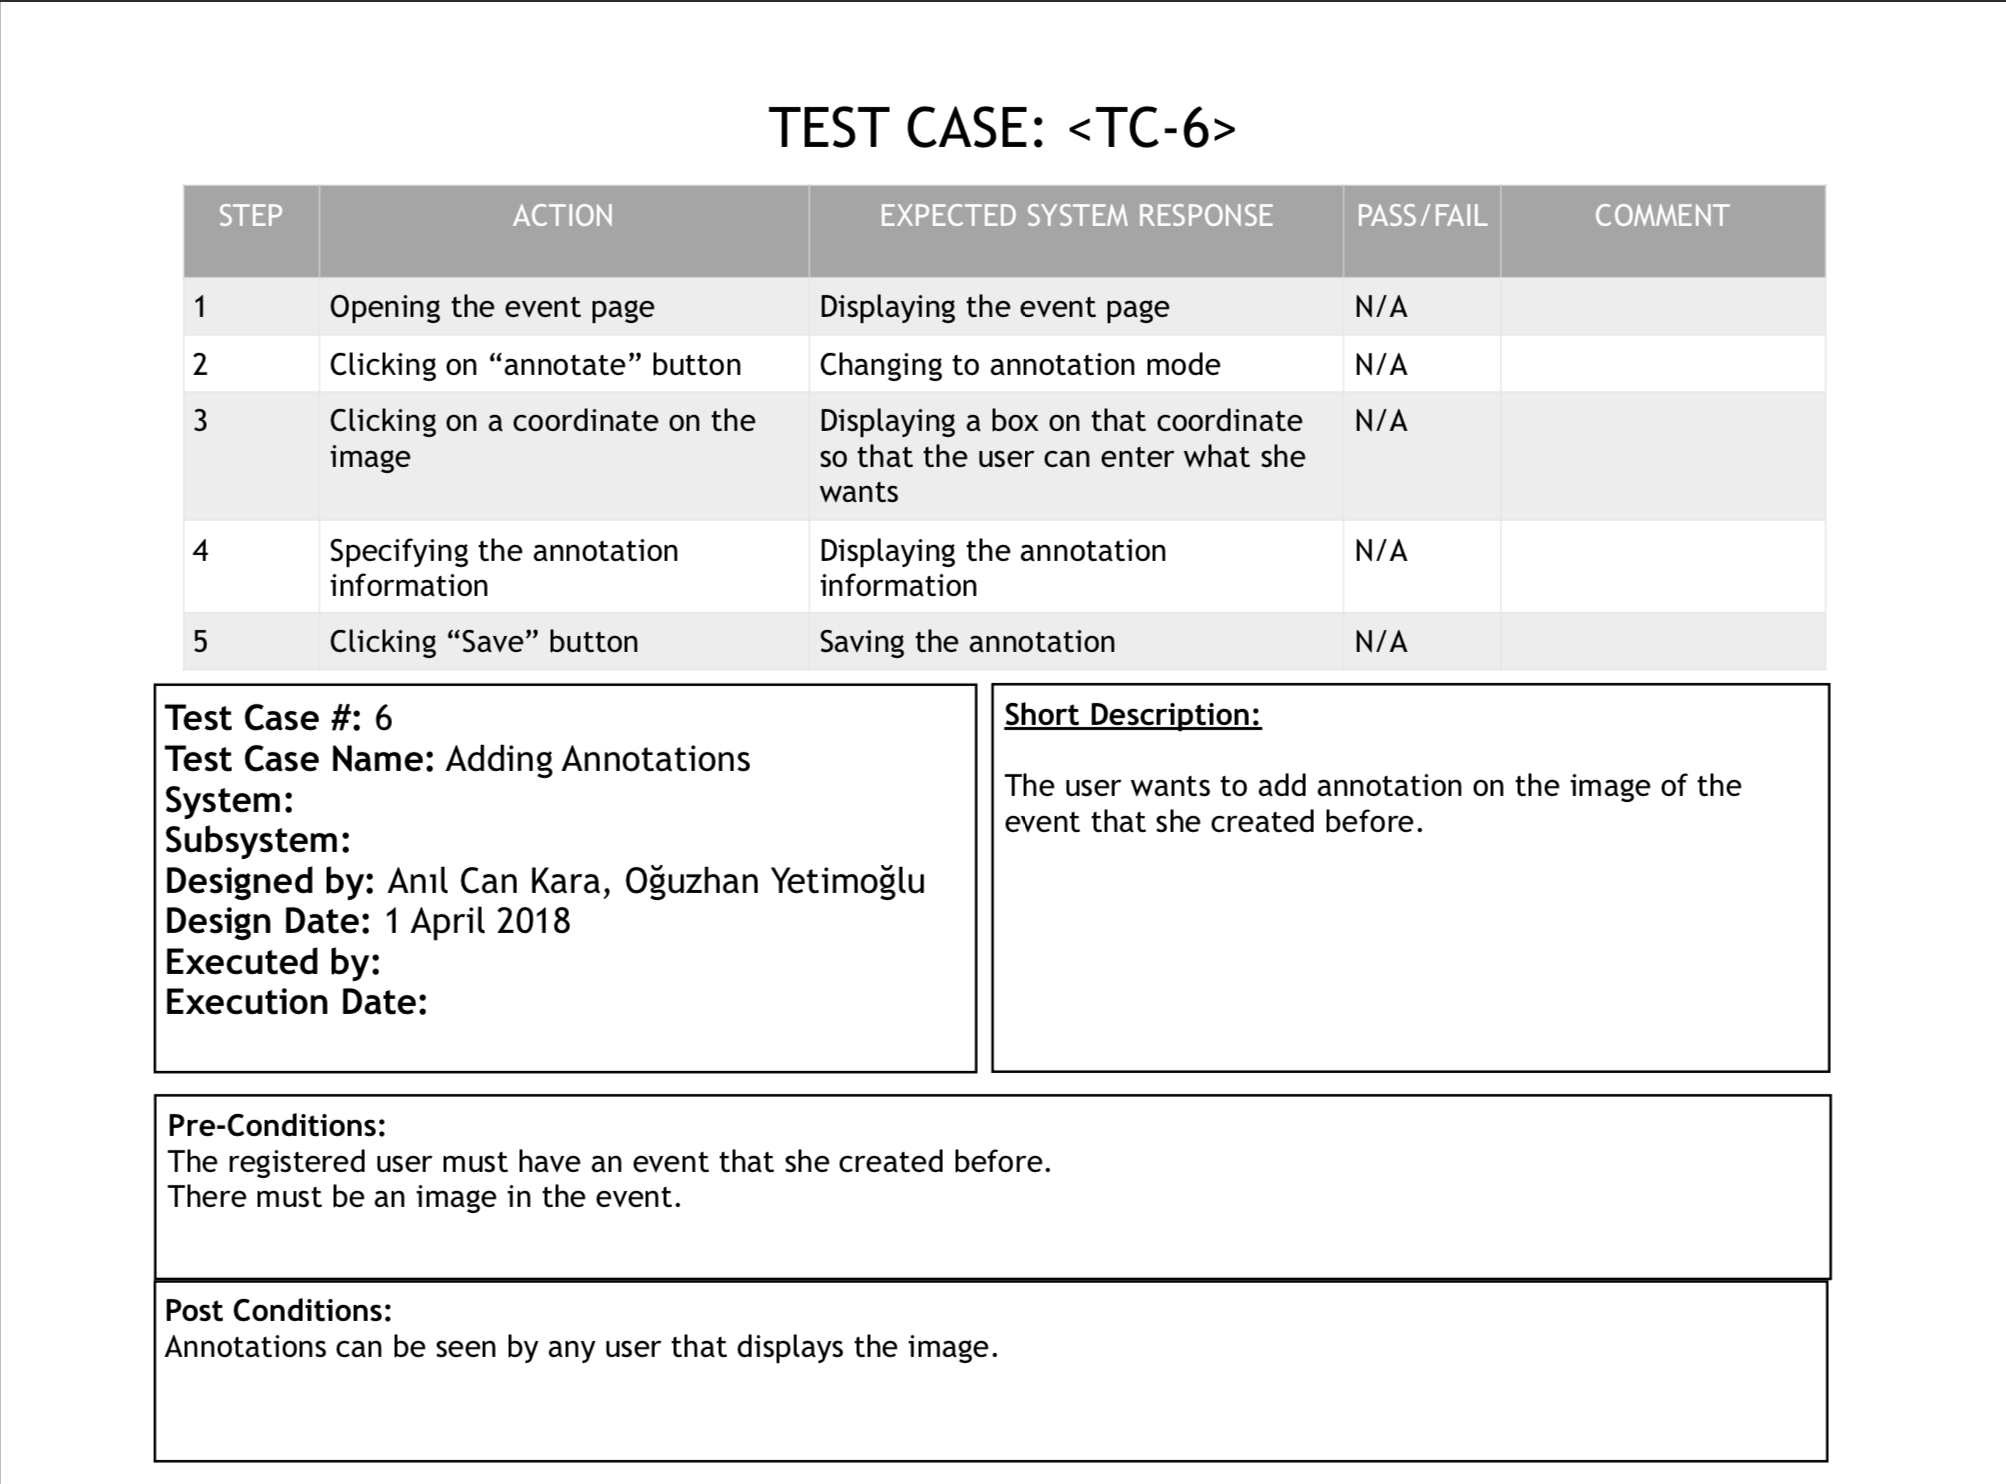 TEST CASE: <TC-6>
STEP ACTION EXPECTED SYSTEM RESPONSE PASS/FAIL COMMENT
1 Opening the event page Displaying the event page N/A
2 Clicking on “annotate” button Changing to annotation mode N/A
3 Clicking on a coordinate on the Displaying a box on that coordinate N/A
image so that the user can enter what she
wants
4 Specifying the annotation Displaying the annotation N/A
information information
5 Clicking “Save” button Saving the annotation N/A
Test Case #: 6
Test Case Name: Adding Annotations
System:
Subsystem:
Designed by: Anıl Can Kara, Oğuzhan Yetimoğlu
Design Date: 1 April 2018
Executed by:
Execution Date:
Short Description:
The user wants to add annotation on the image of the
event that she created before.
Pre-Conditions:
The registered user must have an event that she created before.
There must be an image in the event.
Post Conditions:
Annotations can be seen by any user that displays the image.